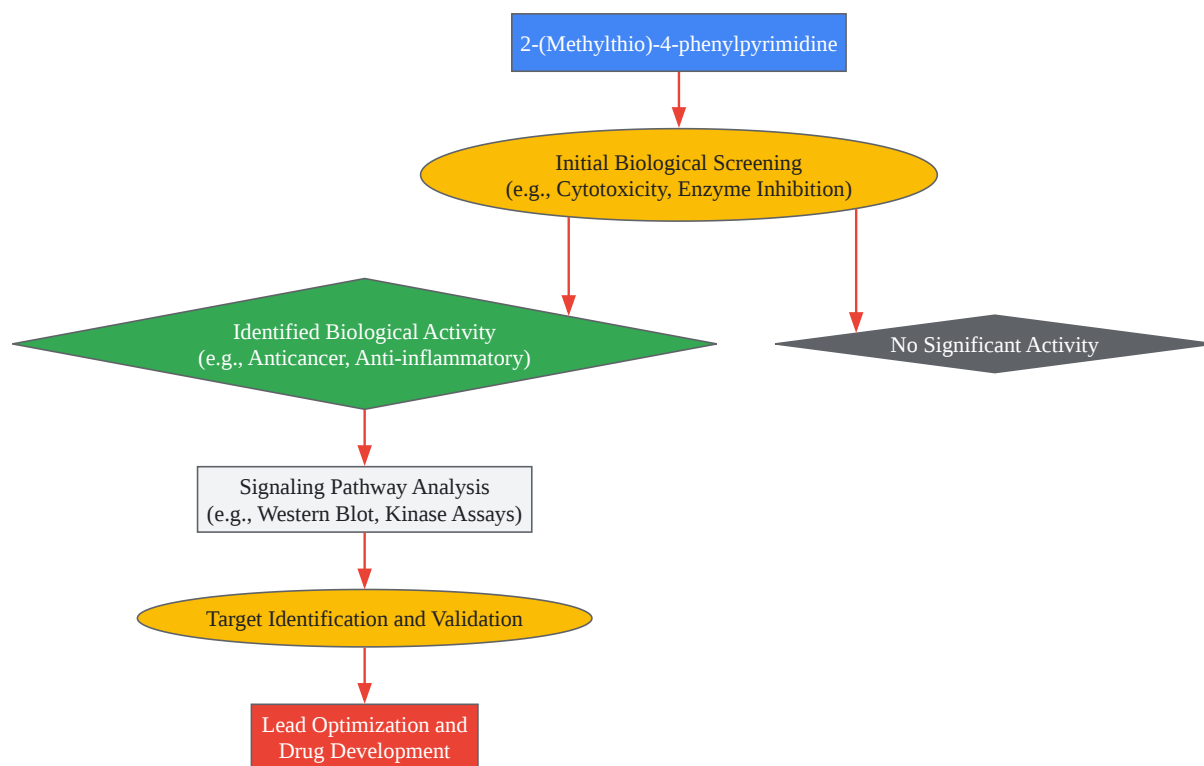 2-(Methylthio)-4-phenylpyrimidine
Initial Biological Screening
(e.g., Cytotoxicity, Enzyme Inhibition)
Identified Biological Activity
(e.g., Anticancer, Anti-inflammatory)
No Significant Activity
Signaling Pathway Analysis
(e.g., Western Blot, Kinase Assays)
Target Identification and Validation
Lead Optimization and
Drug Development